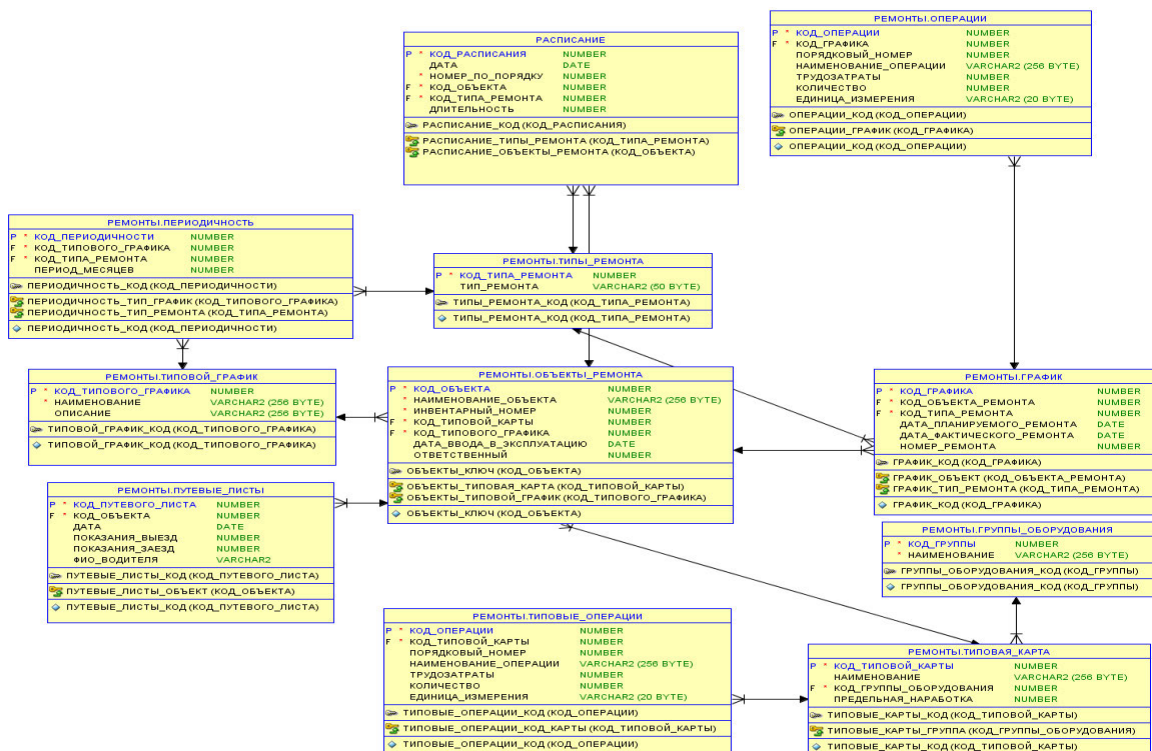 РАСПИСАНИЕ
P * КОД_РАСПИСАНИЯ NUMBER
ДАТА DATE
* НОМЕР_ПО_ПОРЯДКУ NUMBER
F * КОД_ОБЪЕКТА NUMBER
F * КОД_ТИПА_РЕМОНТА NUMBER
ДЛИТЕЛЬНОСТЬ NUMBER
РАСПИСАНИЕ_КОД (КОД_РАСПИСАНИЯ)
РАСПИСАНИЕ_ТИПЫ_РЕМОНТА (КОД_ТИПА_РЕМОНТА)
РАСПИСАНИЕ_ОБЪЕКТЫ_РЕМОНТА (КОД_ОБЪЕКТА)
РЕМОНТЫ.ОПЕРАЦИИ
P * КОД_ОПЕРАЦИИ NUMBER
F * КОД_ГРАФИКА NUMBER
ПОРЯДКОВЫЙ_НОМЕР NUMBER
НАИМЕНОВАНИЕ_ОПЕРАЦИИ VARCHAR2 (256 BYTE)
ТРУДОЗАТРАТЫ NUMBER
КОЛИЧЕСТВО NUMBER
ЕДИНИЦА_ИЗМЕРЕНИЯ VARCHAR2 (20 BYTE)
ОПЕРАЦИИ_КОД (КОД_ОПЕРАЦИИ)
ОПЕРАЦИИ_ГРАФИК (КОД_ГРАФИКА)
ОПЕРАЦИИ_КОД (КОД_ОПЕРАЦИИ)
РЕМОНТЫ.ПЕРИОДИЧНОСТЬ
P * КОД_ПЕРИОДИЧНОСТИ NUMBER
F * КОД_ТИПОВОГО_ГРАФИКА NUMBER
F * КОД_ТИПА_РЕМОНТА NUMBER
ПЕРИОД_МЕСЯЦЕВ NUMBER
ПЕРИОДИЧНОСТЬ_КОД (КОД_ПЕРИОДИЧНОСТИ)
ПЕРИОДИЧНОСТЬ_ТИП_ГРАФИК (КОД_ТИПОВОГО_ГРАФИКА)
ПЕРИОДИЧНОСТЬ_ТИП_РЕМОНТА (КОД_ТИПА_РЕМОНТА)
ПЕРИОДИЧНОСТЬ_КОД (КОД_ПЕРИОДИЧНОСТИ)
РЕМОНТЫ.ТИПЫ_РЕМОНТА
P * КОД_ТИПА_РЕМОНТА NUMBER
ТИП_РЕМОНТА VARCHAR2 (50 BYTE)
ТИПЫ_РЕМОНТА_КОД (КОД_ТИПА_РЕМОНТА)
ТИПЫ_РЕМОНТА_КОД (КОД_ТИПА_РЕМОНТА)
РЕМОНТЫ.ТИПОВОЙ_ГРАФИК
P * КОД_ТИПОВОГО_ГРАФИКА NUMBER
* НАИМЕНОВАНИЕ VARCHAR2 (256 BYTE)
ОПИСАНИЕ VARCHAR2 (256 BYTE)
ТИПОВОЙ_ГРАФИК_КОД (КОД_ТИПОВОГО_ГРАФИКА)
ТИПОВОЙ_ГРАФИК_КОД (КОД_ТИПОВОГО_ГРАФИКА)
РЕМОНТЫ.ОБЪЕКТЫ_РЕМОНТА
P * КОД_ОБЪЕКТА NUMBER
* НАИМЕНОВАНИЕ_ОБЪЕКТА VARCHAR2 (256 BYTE)
* ИНВЕНТАРНЫЙ_НОМЕР NUMBER
F * КОД_ТИПОВОЙ_КАРТЫ NUMBER
F * КОД_ТИПОВОГО_ГРАФИКА NUMBER
ДАТА_ВВОДА_В_ЭКСПЛУАТАЦИЮ DATE
ОТВЕТСТВЕННЫЙ NUMBER
ОБЪЕКТЫ_КЛЮЧ (КОД_ОБЪЕКТА)
ОБЪЕКТЫ_ТИПОВАЯ_КАРТА (КОД_ТИПОВОЙ_КАРТЫ)
ОБЪЕКТЫ_ТИПОВОЙ_ГРАФИК (КОД_ТИПОВОГО_ГРАФИКА)
ОБЪЕКТЫ_КЛЮЧ (КОД_ОБЪЕКТА)
РЕМОНТЫ.ГРАФИК
P * КОД_ГРАФИКА NUMBER
F * КОД_ОБЪЕКТА_РЕМОНТА NUMBER
F * КОД_ТИПА_РЕМОНТА NUMBER
ДАТА_ПЛАНИРУЕМОГО_РЕМОНТА DATE
ДАТА_ФАКТИЧЕСКОГО_РЕМОНТА DATE
НОМЕР_РЕМОНТА NUMBER
ГРАФИК_КОД (КОД_ГРАФИКА)
ГРАФИК_ОБЪЕКТ (КОД_ОБЪЕКТА_РЕМОНТА)
ГРАФИК_ТИП_РЕМОНТА (КОД_ТИПА_РЕМОНТА)
ГРАФИК_КОД (КОД_ГРАФИКА)
РЕМОНТЫ.ПУТЕВЫЕ_ЛИСТЫ
P * КОД_ПУТЕВОГО_ЛИСТА NUMBER
F * КОД_ОБЪЕКТА NUMBER
ДАТА DATE
ПОКАЗАНИЯ_ВЫЕЗД NUMBER
ПОКАЗАНИЯ_ЗАЕЗД NUMBER
ФИО_ВОДИТЕЛЯ VARCHAR2
ПУТЕВЫЕ_ЛИСТЫ_КОД (КОД_ПУТЕВОГО_ЛИСТА)
ПУТЕВЫЕ_ЛИСТЫ_ОБЪЕКТ (КОД_ОБЪЕКТА)
ПУТЕВЫЕ_ЛИСТЫ_КОД (КОД_ПУТЕВОГО_ЛИСТА)
РЕМОНТЫ.ГРУППЫ_ОБОРУДОВАНИЯ
P * КОД_ГРУППЫ NUMBER
* НАИМЕНОВАНИЕ VARCHAR2 (256 BYTE)
ГРУППЫ_ОБОРУДОВАНИЯ_КОД (КОД_ГРУППЫ)
ГРУППЫ_ОБОРУДОВАНИЯ_КОД (КОД_ГРУППЫ)
РЕМОНТЫ.ТИПОВЫЕ_ОПЕРАЦИИ
P * КОД_ОПЕРАЦИИ NUMBER
F * КОД_ТИПОВОЙ_КАРТЫ NUMBER
ПОРЯДКОВЫЙ_НОМЕР NUMBER
НАИМЕНОВАНИЕ_ОПЕРАЦИИ VARCHAR2 (256 BYTE)
ТРУДОЗАТРАТЫ NUMBER
КОЛИЧЕСТВО NUMBER
ЕДИНИЦА_ИЗМЕРЕНИЯ VARCHAR2 (20 BYTE)
ТИПОВЫЕ_ОПЕРАЦИИ_КОД (КОД_ОПЕРАЦИИ)
ТИПОВЫЕ_ОПЕРАЦИИ_КОД_КАРТЫ (КОД_ТИПОВОЙ_КАРТЫ)
ТИПОВЫЕ_ОПЕРАЦИИ_КОД (КОД_ОПЕРАЦИИ)
РЕМОНТЫ.ТИПОВАЯ_КАРТА
P * КОД_ТИПОВОЙ_КАРТЫ NUMBER
НАИМЕНОВАНИЕ VARCHAR2 (256 BYTE)
F * КОД_ГРУППЫ_ОБОРУДОВАНИЯ NUMBER
ПРЕДЕЛЬНАЯ_НАРАБОТКА NUMBER
ТИПОВЫЕ_КАРТЫ_КОД (КОД_ТИПОВОЙ_КАРТЫ)
ТИПОВЫЕ_КАРТЫ_ГРУППА (КОД_ГРУППЫ_ОБОРУДОВАНИЯ)
ТИПОВЫЕ_КАРТЫ_КОД (КОД_ТИПОВОЙ_КАРТЫ)